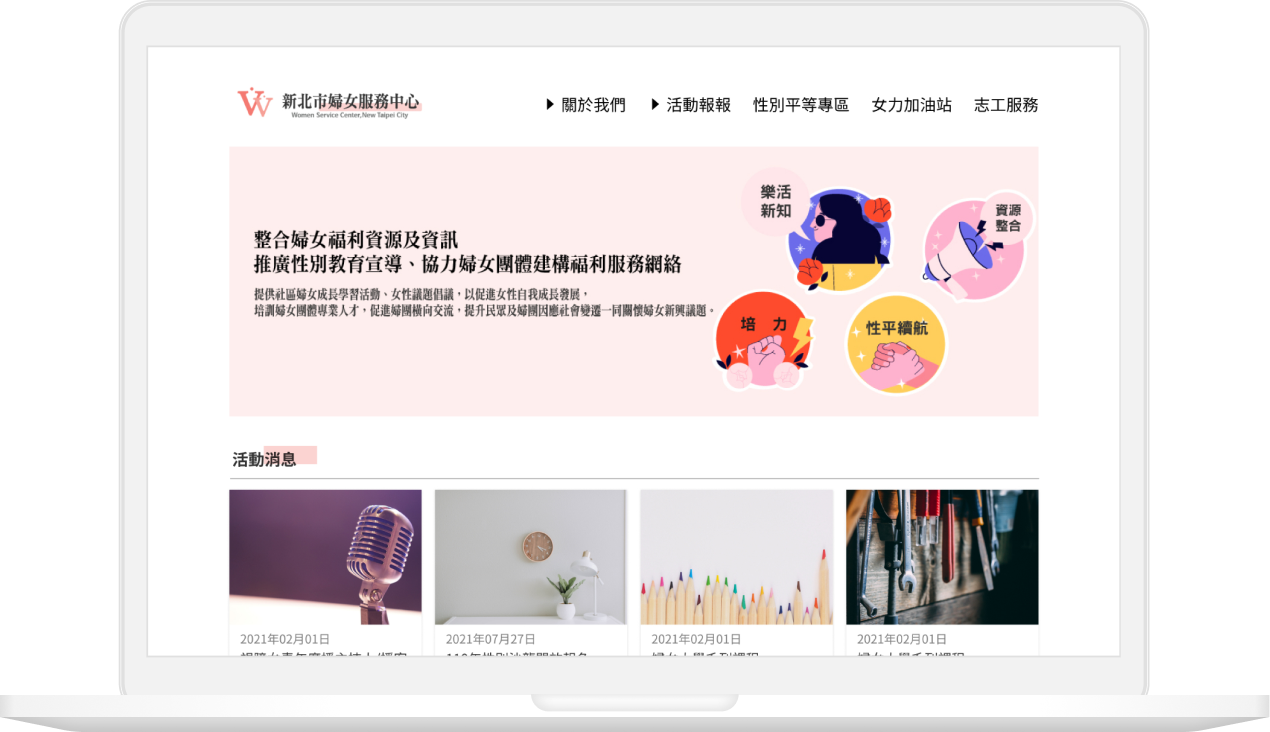 新北市婦女服務中心
Women Service Center,New Taipei City
關於我們 活動報報 性別平等專區 女力加油站 志工服務
樂活
新知
資源
整合
整合婦女福利資源及資訊
推廣性別教育宣導、協力婦女團體建構福利服務網絡
提供社區婦女成長學習活動、女性議題倡議，以促進女性自我成長發展，
培訓婦女團體專業人才，促進婦團橫向交流，提升民眾及婦團因應社會變遷一同關懷婦女新興議題。
培 力
性平續航
活動消息
2021年02月01日
2021年07月27日
2021年02月01日
2021年02月01日